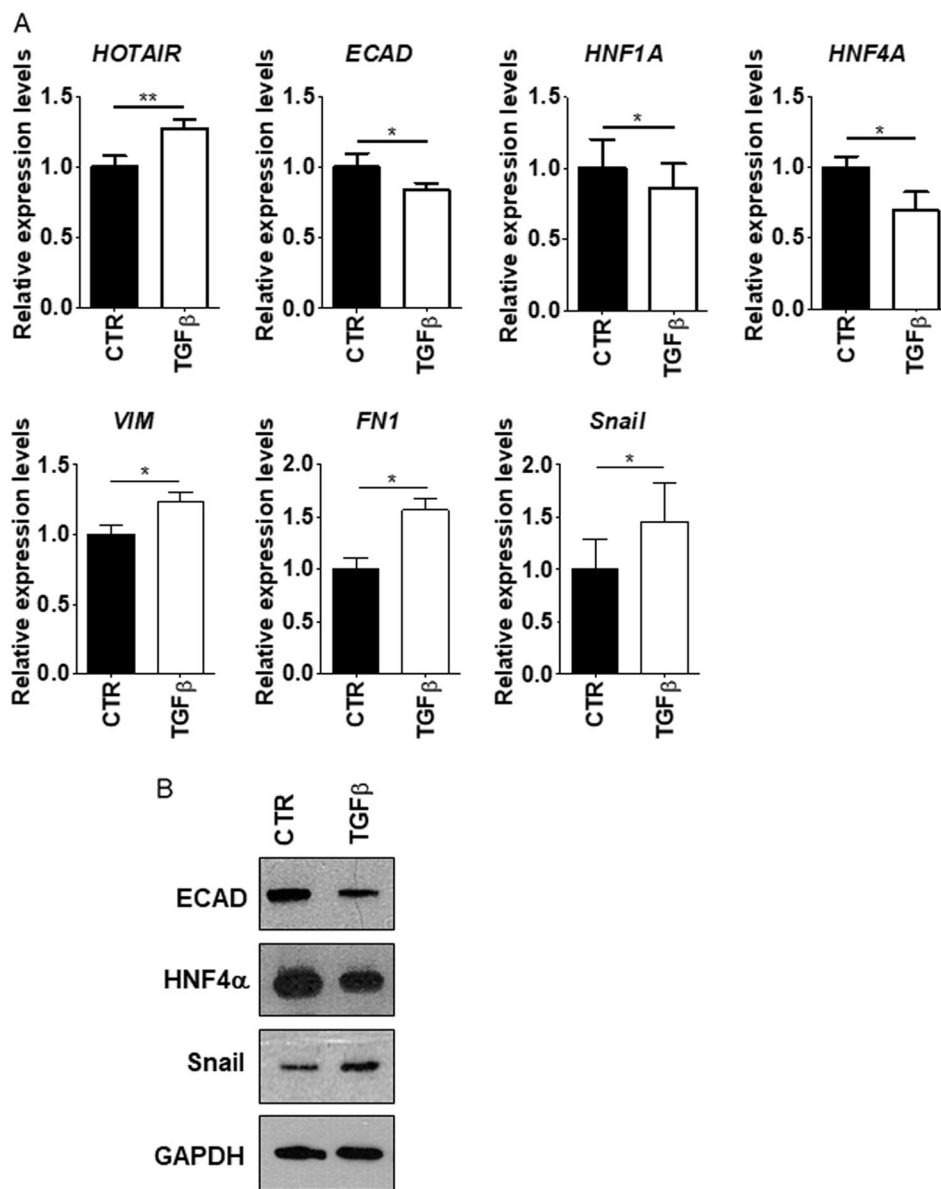 A
HOTAIR
Relative expression levels
1.5
**
1.0
0.5
0.0
CTR
TGFβ
ECAD
Relative expression levels
1.5
*
1.0
0.5
0.0
CTR
TGFβ
HNF1A
Relative expression levels
1.5
*
1.0
0.5
0.0
CTR
TGFβ
HNF4A
Relative expression levels
1.5
*
1.0
0.5
0.0
CTR
TGFβ
VIM
Relative expression levels
1.5
*
1.0
0.5
0.0
CTR
TGFβ
FN1
Relative expression levels
2.0
*
1.5
1.0
0.5
0.0
CTR
TGFβ
Snail
Relative expression levels
2.0
*
1.5
1.0
0.5
0.0
CTR
TGFβ
B
CTR
TGFβ
ECAD
HNF4α
Snail
GAPDH